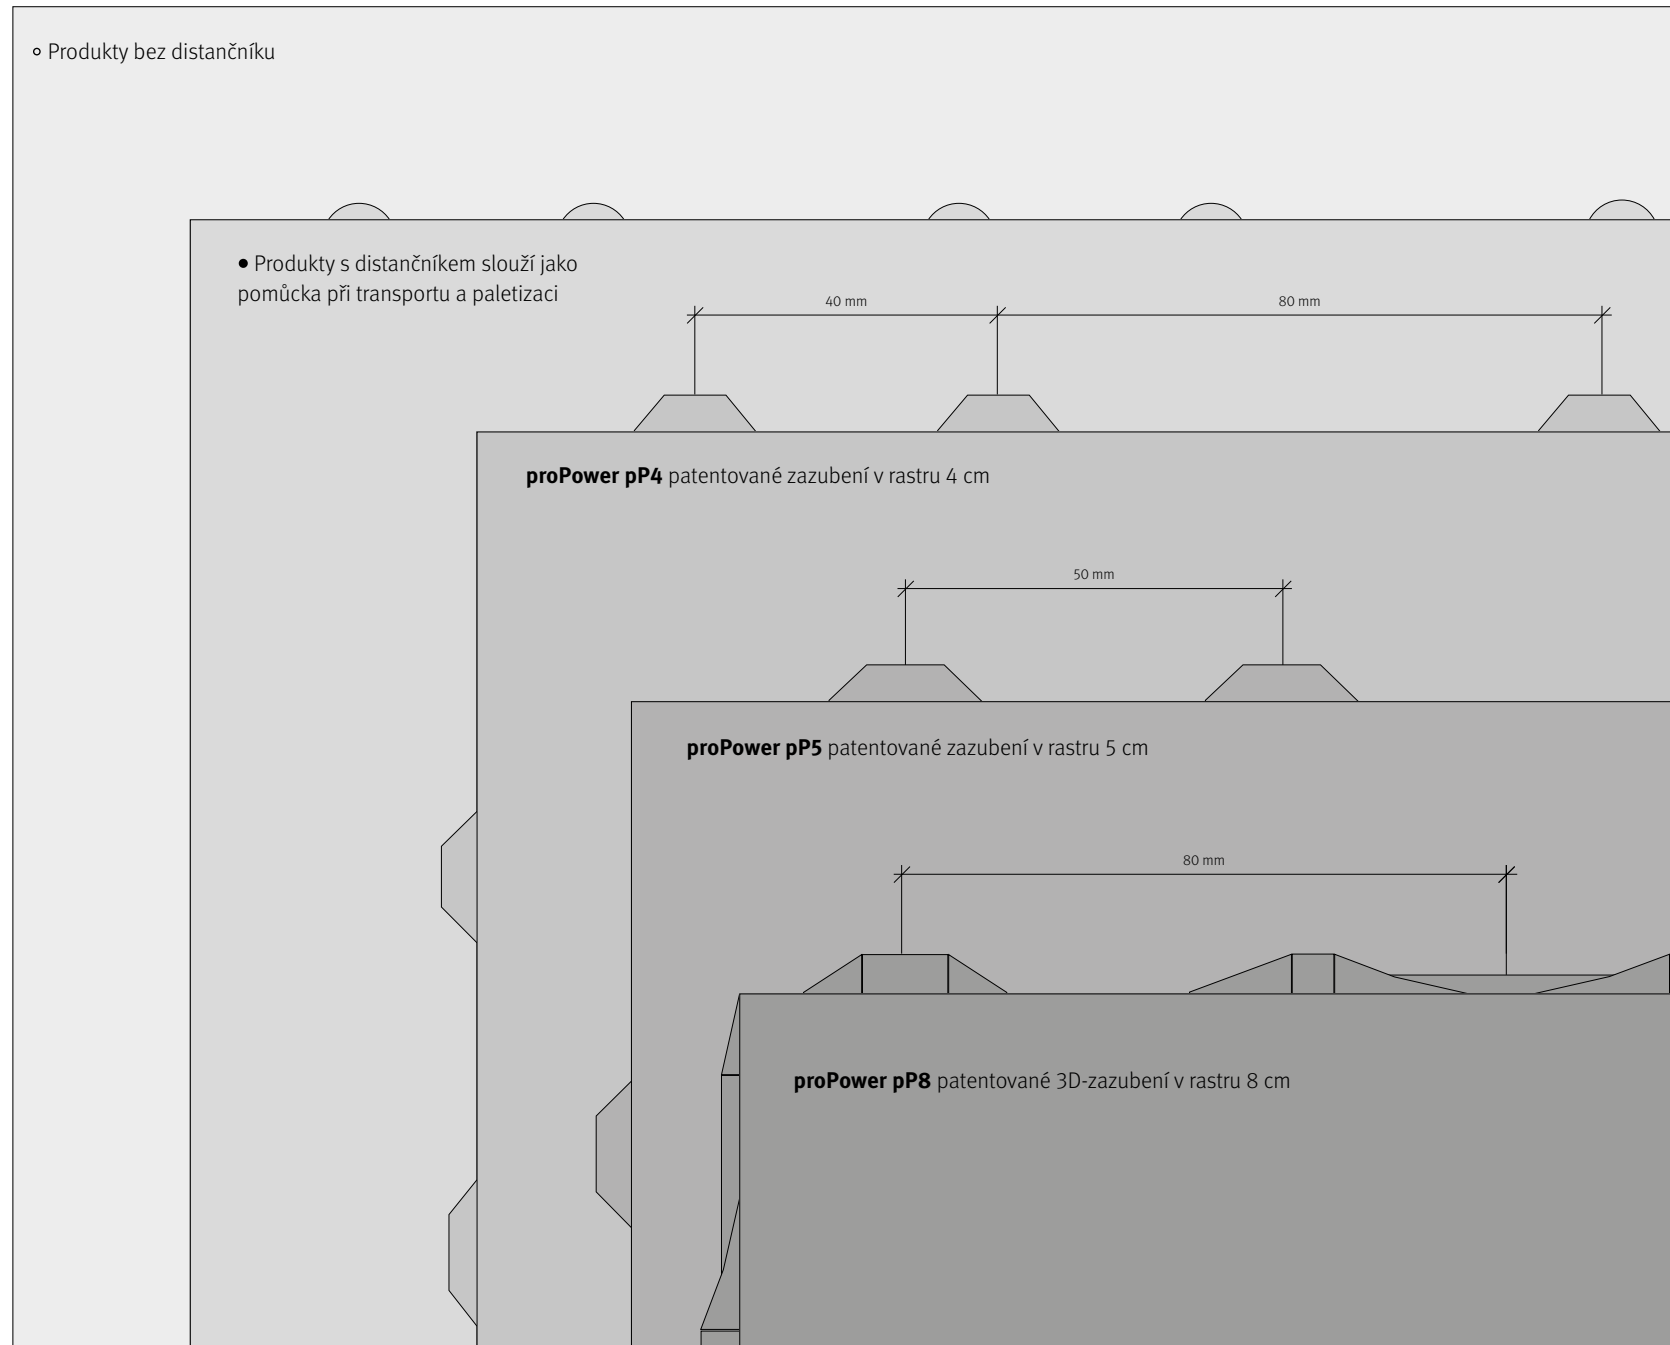 Produkty bez distančníku
• Produkty s distančníkem slouží jako
pomůcka při transportu a paletizaci
40 mm
80 mm
proPower pP4 patentované zazubení v rastru 4 cm
50 mm
proPower pP5 patentované zazubení v rastru 5 cm
80 mm
proPower pP8 patentované 3D-zazubení v rastru 8 cm